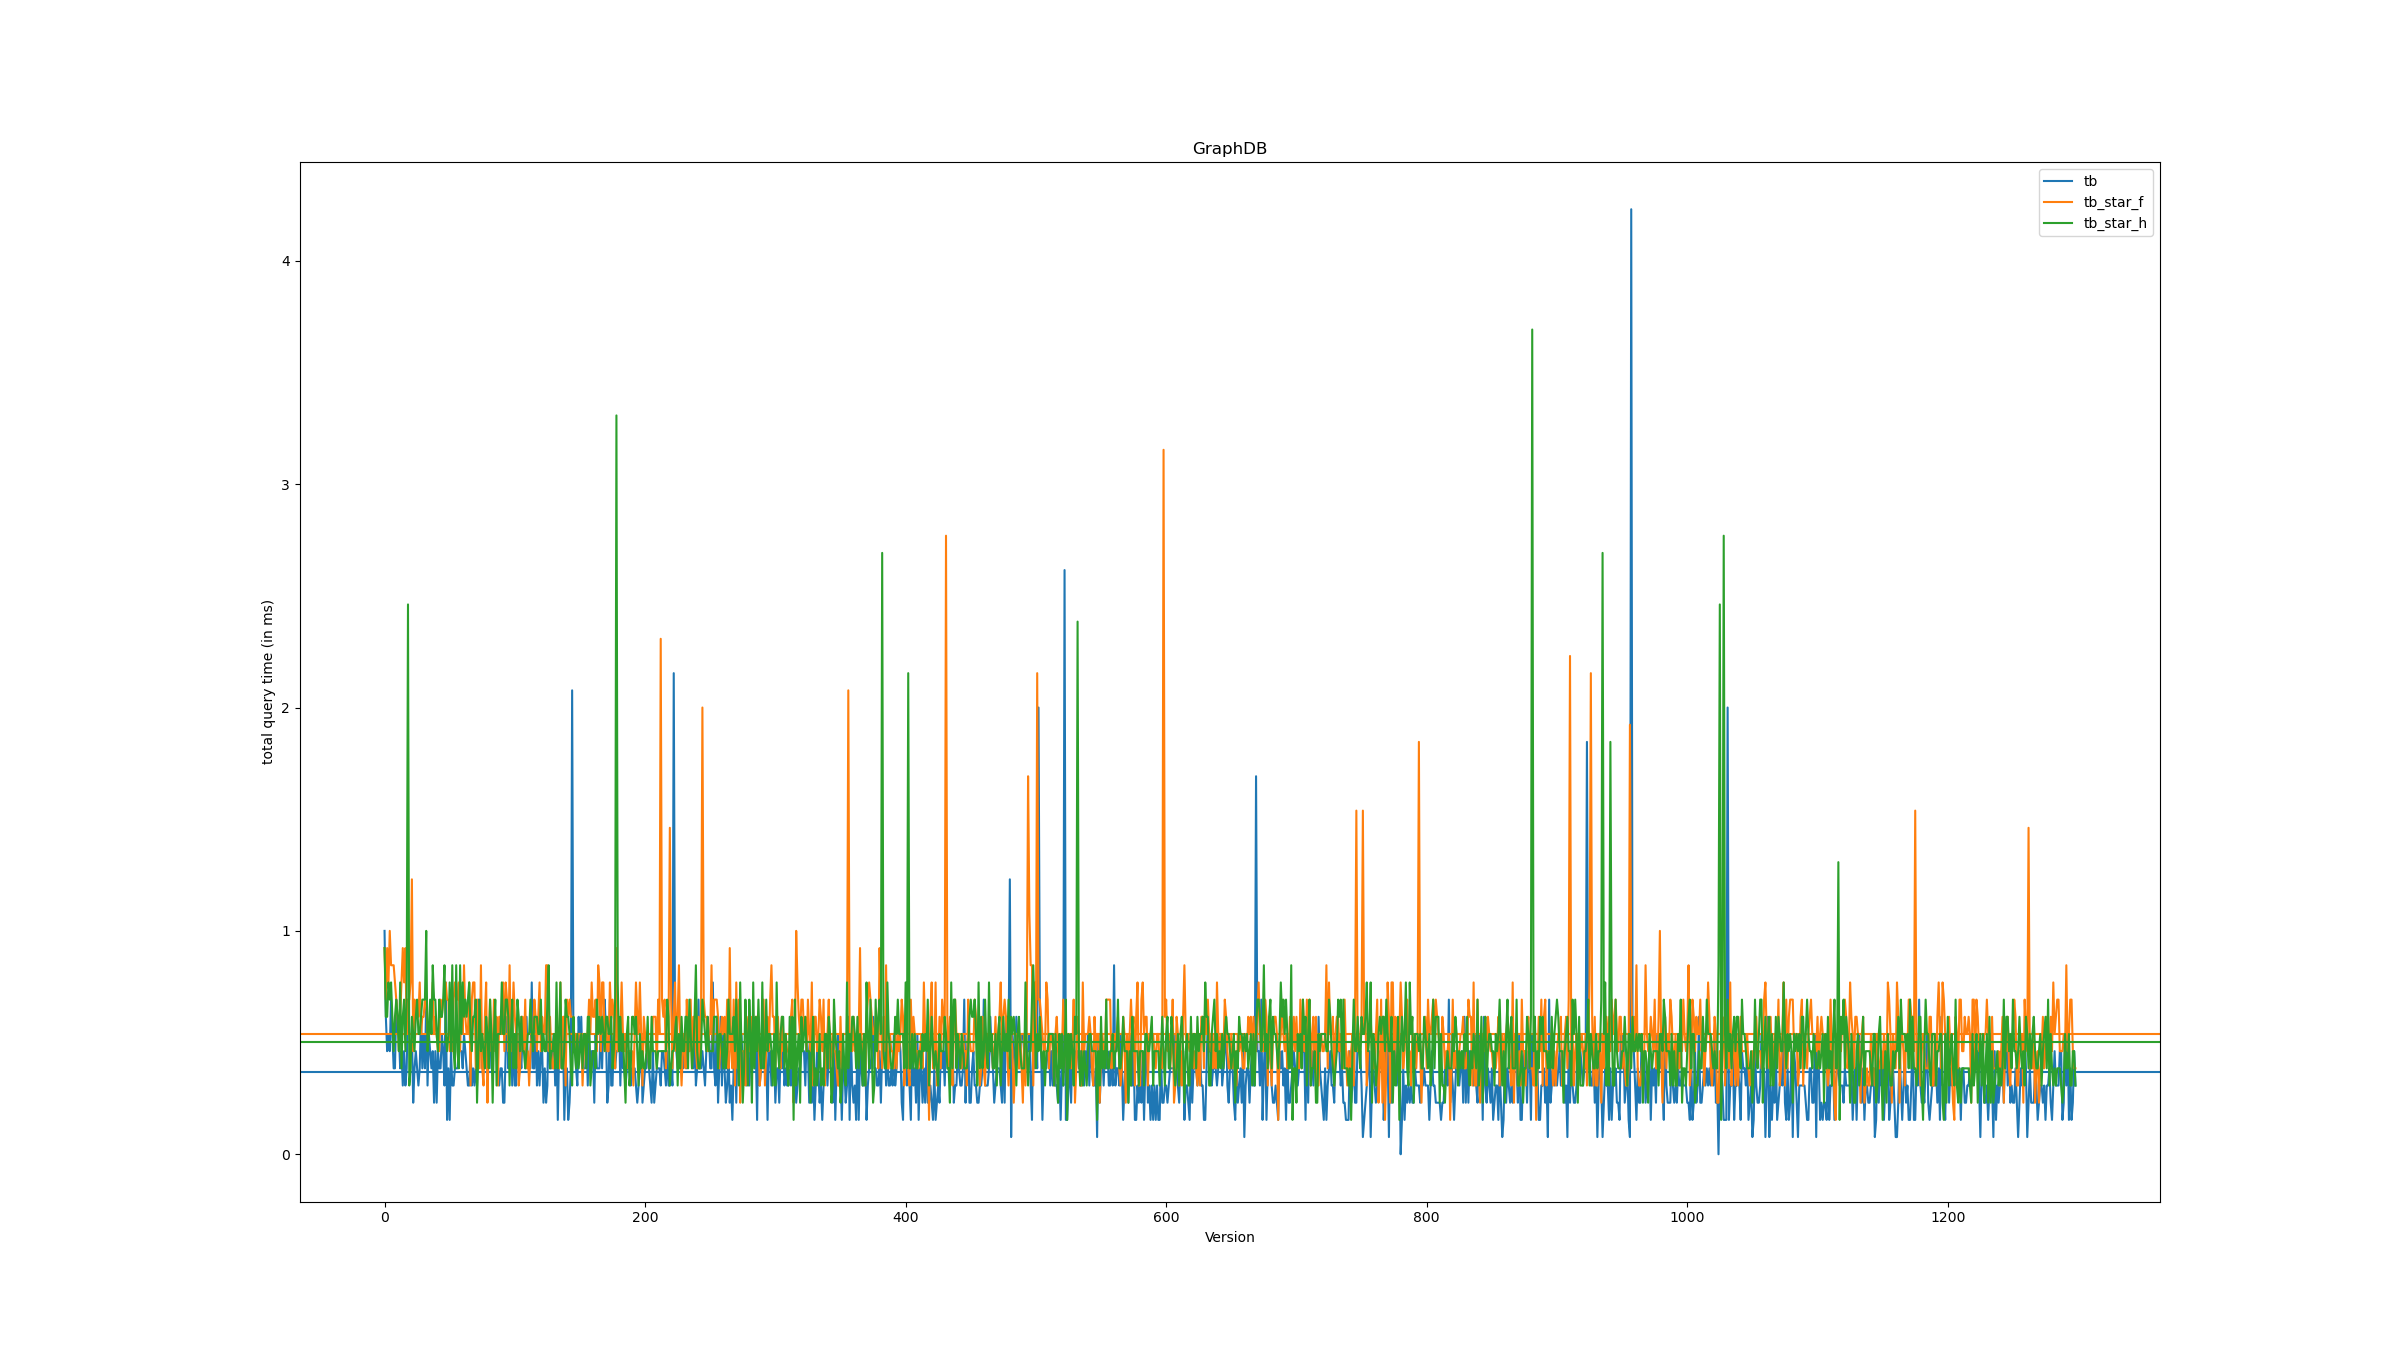 GraphDB
tb
tb_star_f
tb_star_h
total query time (in ms)
4
3
2
1
0
0 200 400 600 800 1000 1200
Version